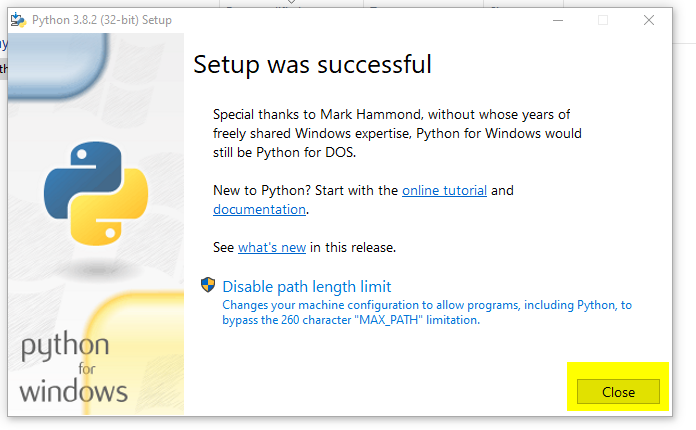 Python 3.8.2 (32-bit) Setup
Setup was successful
Special thanks to Mark Hammond, without whose years of
freely shared Windows expertise, Python for Windows would
still be Python for DOS.
New to Python? Start with the online tutorial and
documentation.
See what's new in this release.
Disable path length limit
Changes your machine configuration to allow programs, including Python, to
bypass the 260 character "MAX_PATH" limitation.
python
for
windows
Close